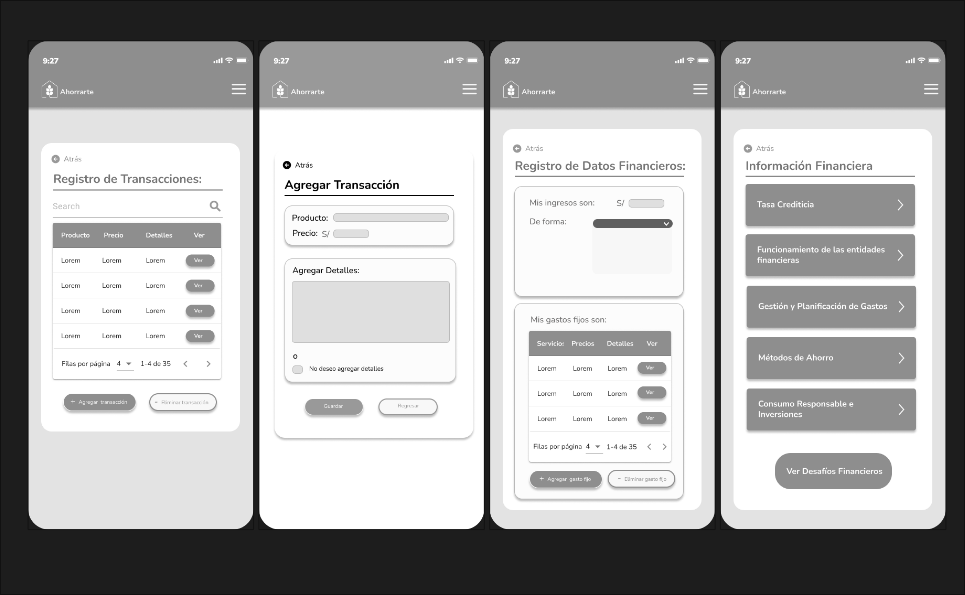 9:27
Ahorrarte
Atrás
Registro de Transacciones:
Search
Producto Precio Detalles Ver
Lorem Lorem Lorem Ver
Lorem Lorem Lorem Ver
Lorem Lorem Lorem Ver
Lorem Lorem Lorem Ver
Filas por página 4 1-4 de 35
+ Agregar transacción - Eliminar transacción
9:27
Ahorrarte
Atrás
Agregar Transacción
Producto:
Precio: S/
Agregar Detalles:
o
No deseo agregar detalles
Guardar Regresar
9:27
Ahorrarte
Atrás
Registro de Datos Financieros:
Mis ingresos son: S/
De forma:
Mis gastos fijos son:
Servicio: Precios Detalles Ver
Lorem Lorem Lorem Ver
Lorem Lorem Lorem Ver
Lorem Lorem Lorem Ver
Filas por página 4 1-4 de 35
+ Agregar gasto fijo - Eliminar gasto fijo
9:27
Ahorrarte
Atrás
Información Financiera
Tasa Crediticia
Funcionamiento de las entidades
financieras
Gestión y Planificación de Gastos
Métodos de Ahorro
Consumo Responsable e
Inversiones
Ver Desafíos Financieros